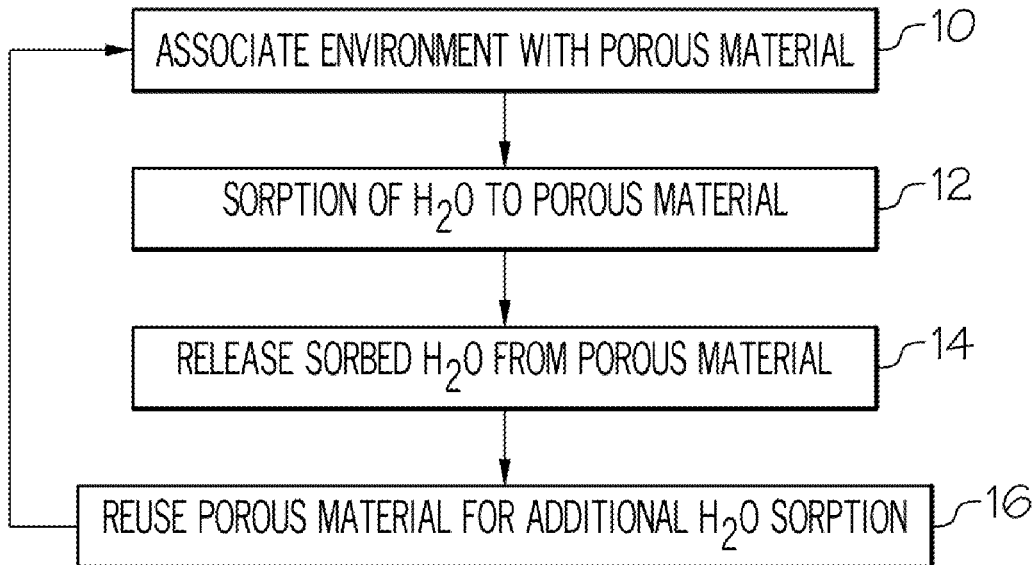 ASSOCIATE ENVIRONMENT WITH POROUS MATERIAL 10
SORPTION OF H2O TO POROUS MATERIAL 12
RELEASE SORBED H2O FROM POROUS MATERIAL 14
REUSE POROUS MATERIAL FOR ADDITIONAL H2O SORPTION 16